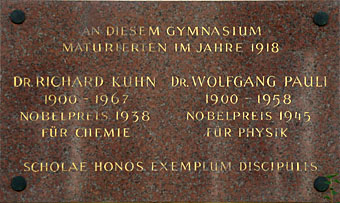 AN DIESEM GYMNASIUM
MATURIERTEN IM JAHRE 1918
DR. RICHARD KUHN DR. WOLFGANG PAULI
1900 – 1967 1900 – 1958
NOBELPREIS 1938 NOBELPREIS 1945
FÜR CHEMIE FÜR PHYSIK
SCHOLAE HONOS EXEMPLUM DISCIPULIS